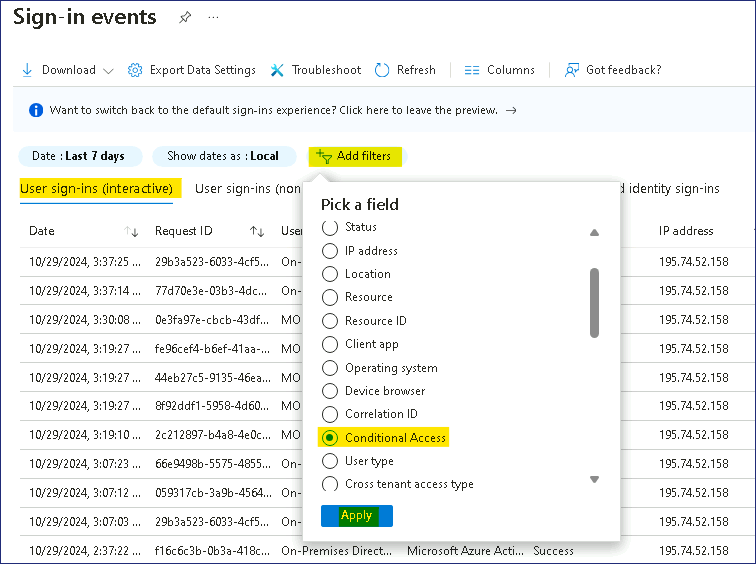 Sign-in events
Download Export Data Settings Troubleshoot Refresh Columns Got feedback?
Want to switch back to the default sign-ins experience? Click here to leave the preview. →
Date : Last 7 days Show dates as : Local Add filters
User sign-ins (interactive) User sign-ins (non d identity sign-ins
Pick a field
Date Request ID User IP address
Status
IP address
Location
Resource
Resource ID
Client app
Operating system
Device browser
Correlation ID
Conditional Access
User type
Cross tenant access type
Apply
10/29/2024, 3:37:25 ... 29b3a523-6033-4cf5... On- 195.74.52.158
10/29/2024, 3:37:14 ... 77d70e3e-03b3-4dc... On- 195.74.52.158
10/29/2024, 3:30:08 ... 0e3fa97e-cbcb-43df... MO 195.74.52.158
10/29/2024, 3:19:27 ... fe96cef4-b6ef-41aa-... MO 195.74.52.158
10/29/2024, 3:19:27 ... 44eb27c5-9135-46ea... MO 195.74.52.158
10/29/2024, 3:19:27 ... 8f92ddf1-5958-4d60... MO 195.74.52.158
10/29/2024, 3:19:10 ... 2c212897-b4a8-4e0c... MO 195.74.52.158
10/29/2024, 3:07:23 ... 66e9498b-5575-4855... On- 195.74.52.158
10/29/2024, 3:07:12 ... 059317cb-3a9b-4564... On- 195.74.52.158
10/29/2024, 3:07:03 ... 29b3a523-6033-4cf5... On- 195.74.52.158
10/29/2024, 2:37:22 ... f16c6c3b-0b3a-418c... On-Premises Direct... Microsoft Azure Acti... Success 195.74.52.158